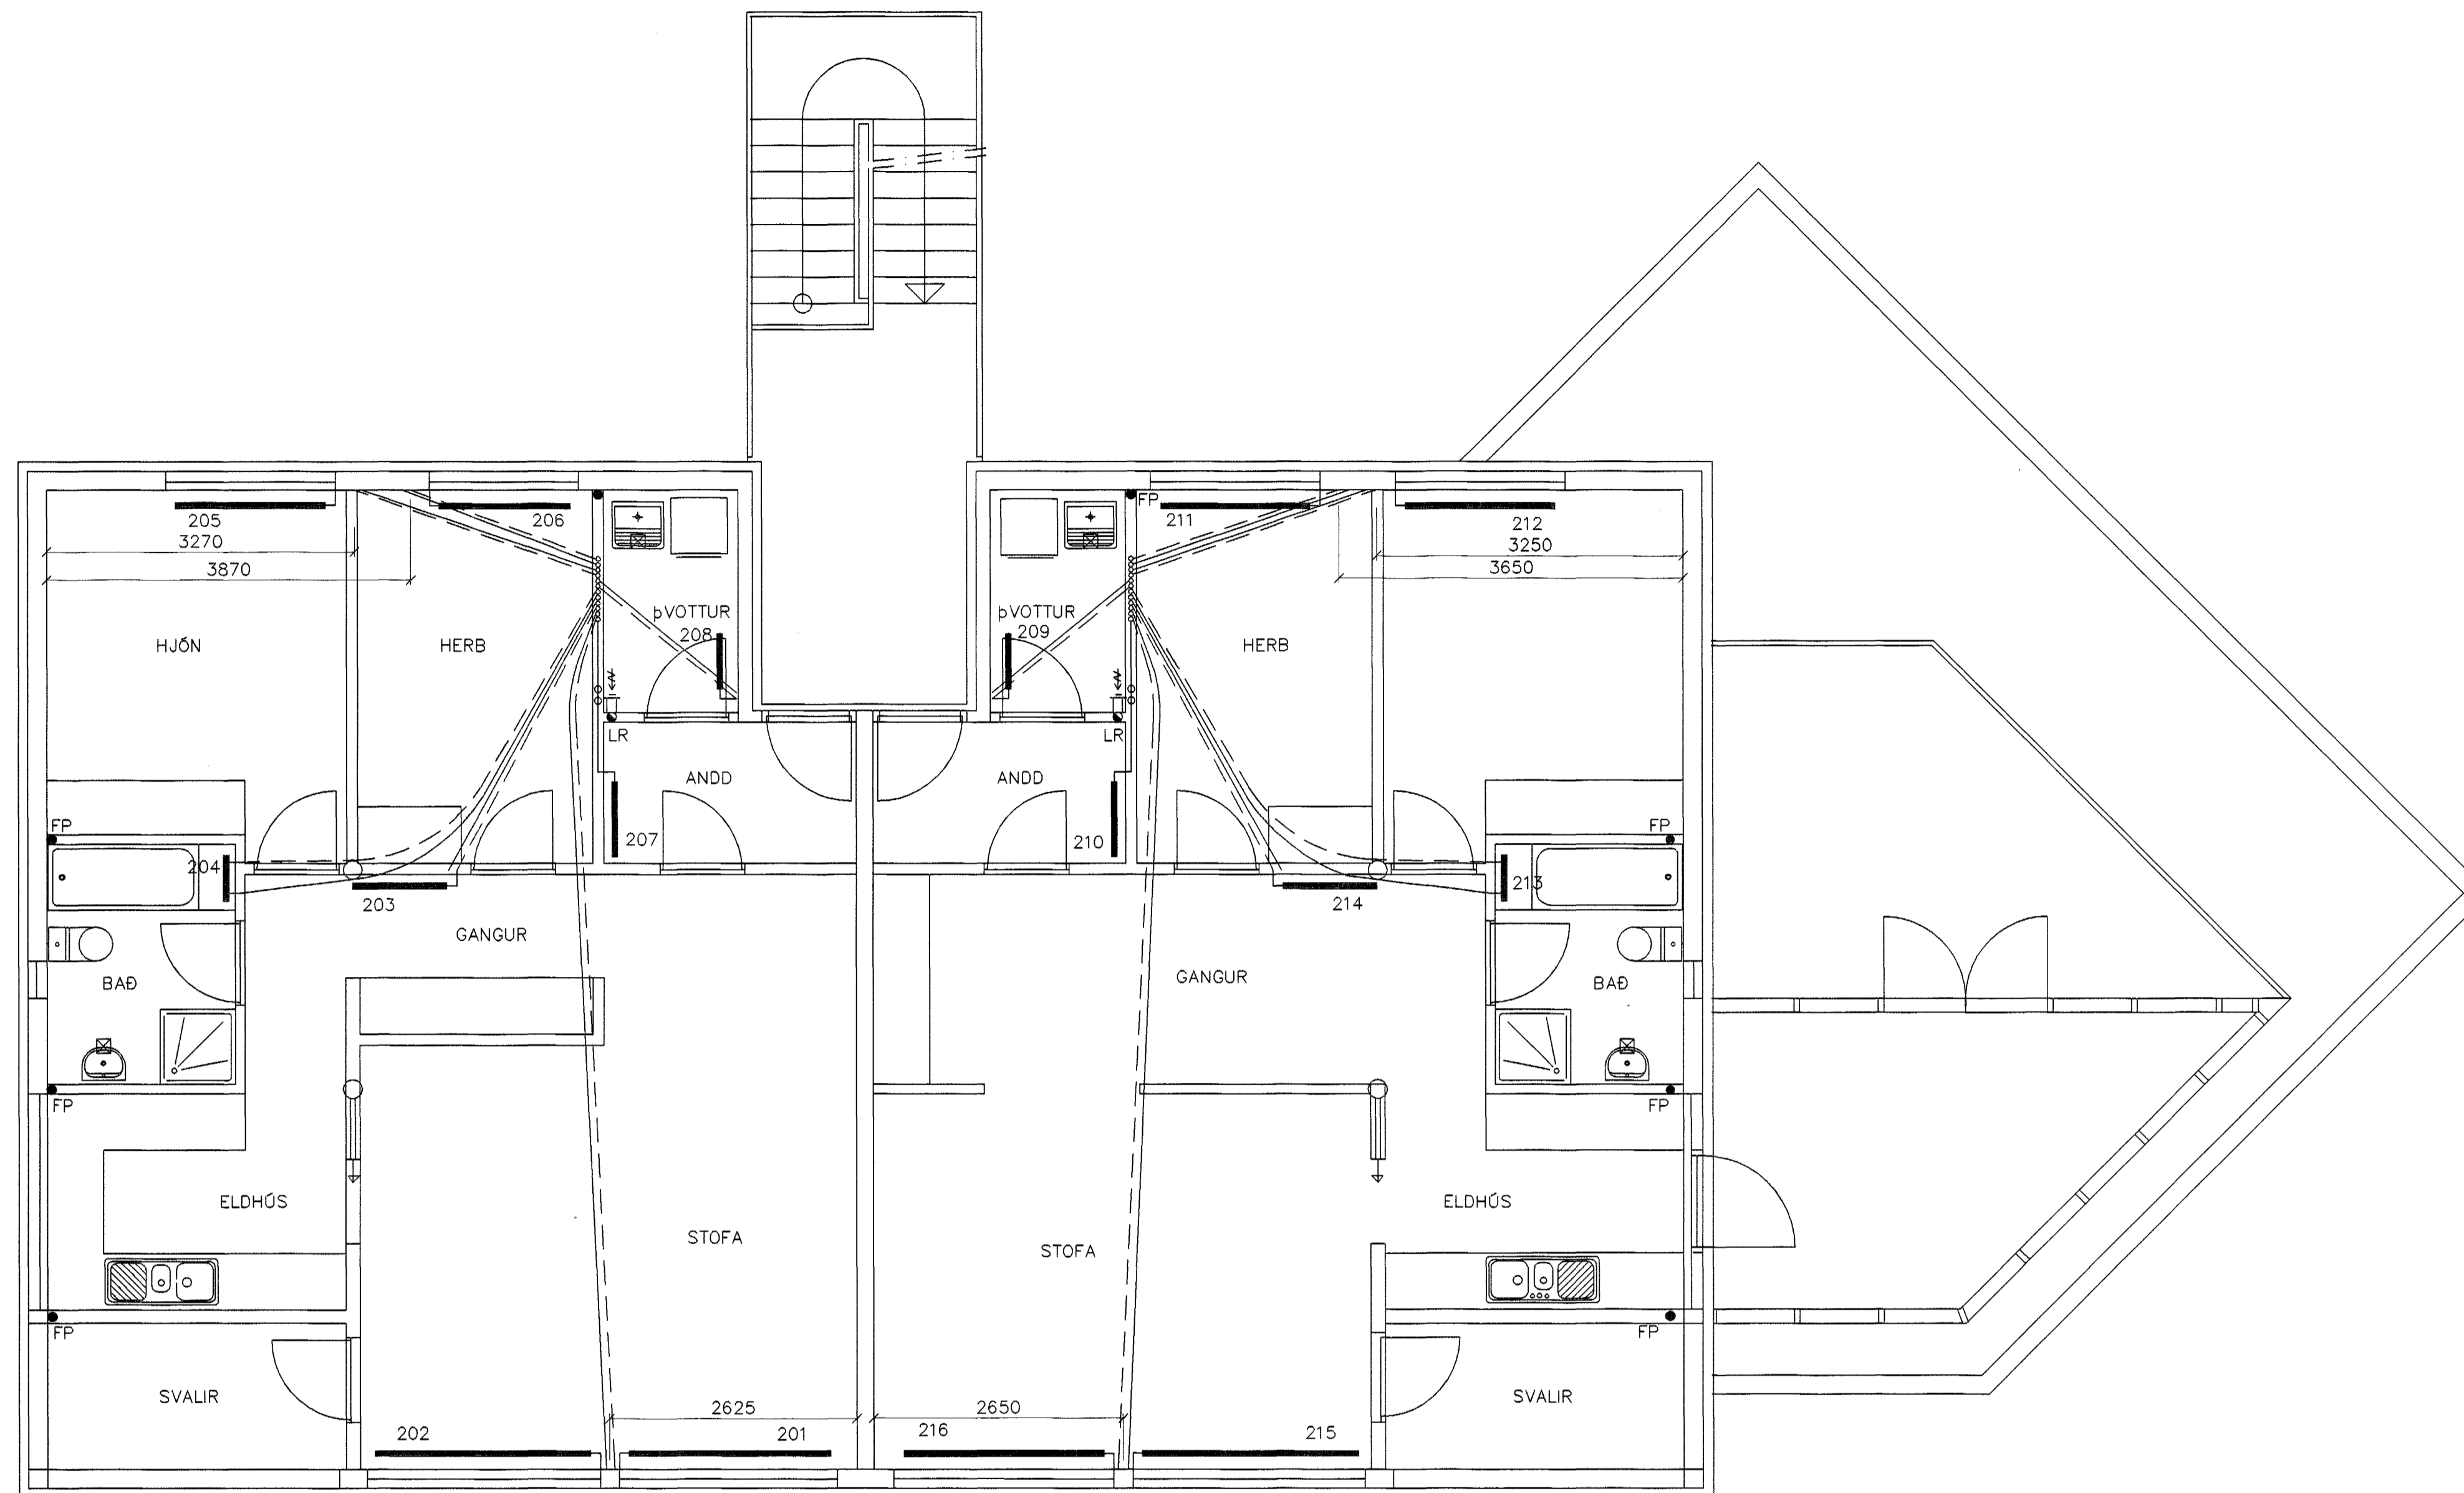 205
206
FP
211
212
3270
3250
3870
3650
ÞVOTTUR
208
ÞVOTTUR
209
HJÓN
HERB
HERB
LR
LR
ANDD
ANDD
FP
FP
207
210
204
213
203
214
GANGUR
GANGUR
BAÐ
BAÐ
FP
FP
ELDHÚS
ELDHÚS
STOFA
STOFA
FP
FP
SVALIR
SVALIR
2625
2650
202
201
216
215